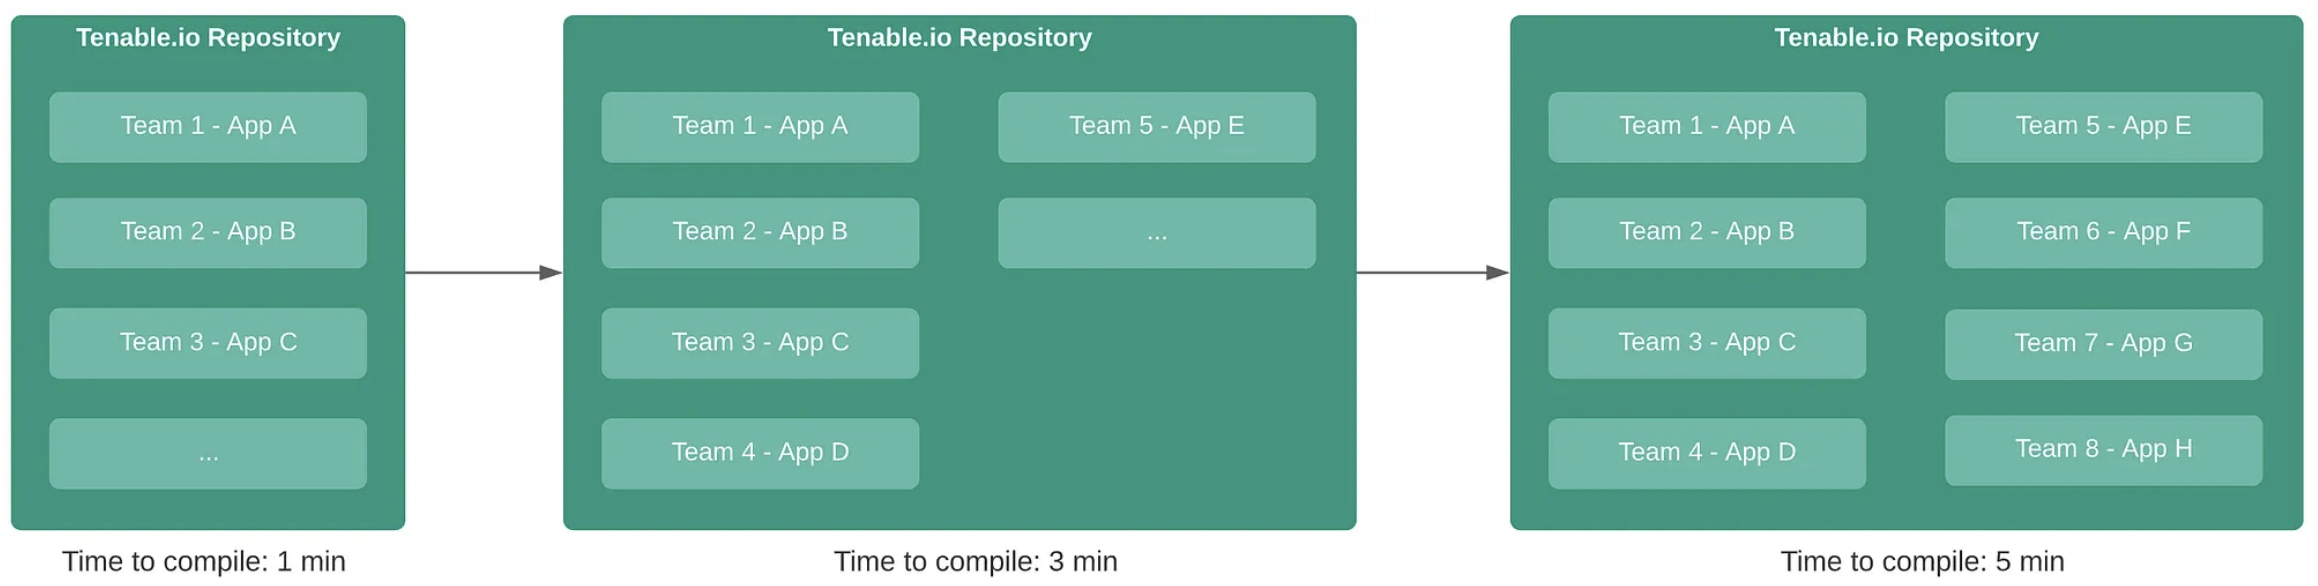 Tenable.io Repository
Team 1 - App A
Team 2 - App B
Team 3 - App C
...
Time to compile: 1 min
Tenable.io Repository
Team 1 - App A
Team 2 - App B
Team 3 - App C
Team 4 - App D
Team 5 - App E
...
Time to compile: 3 min
Tenable.io Repository
Team 1 - App A
Team 2 - App B
Team 3 - App C
Team 4 - App D
Team 5 - App E
Team 6 - App F
Team 7 - App G
Team 8 - App H
Time to compile: 5 min